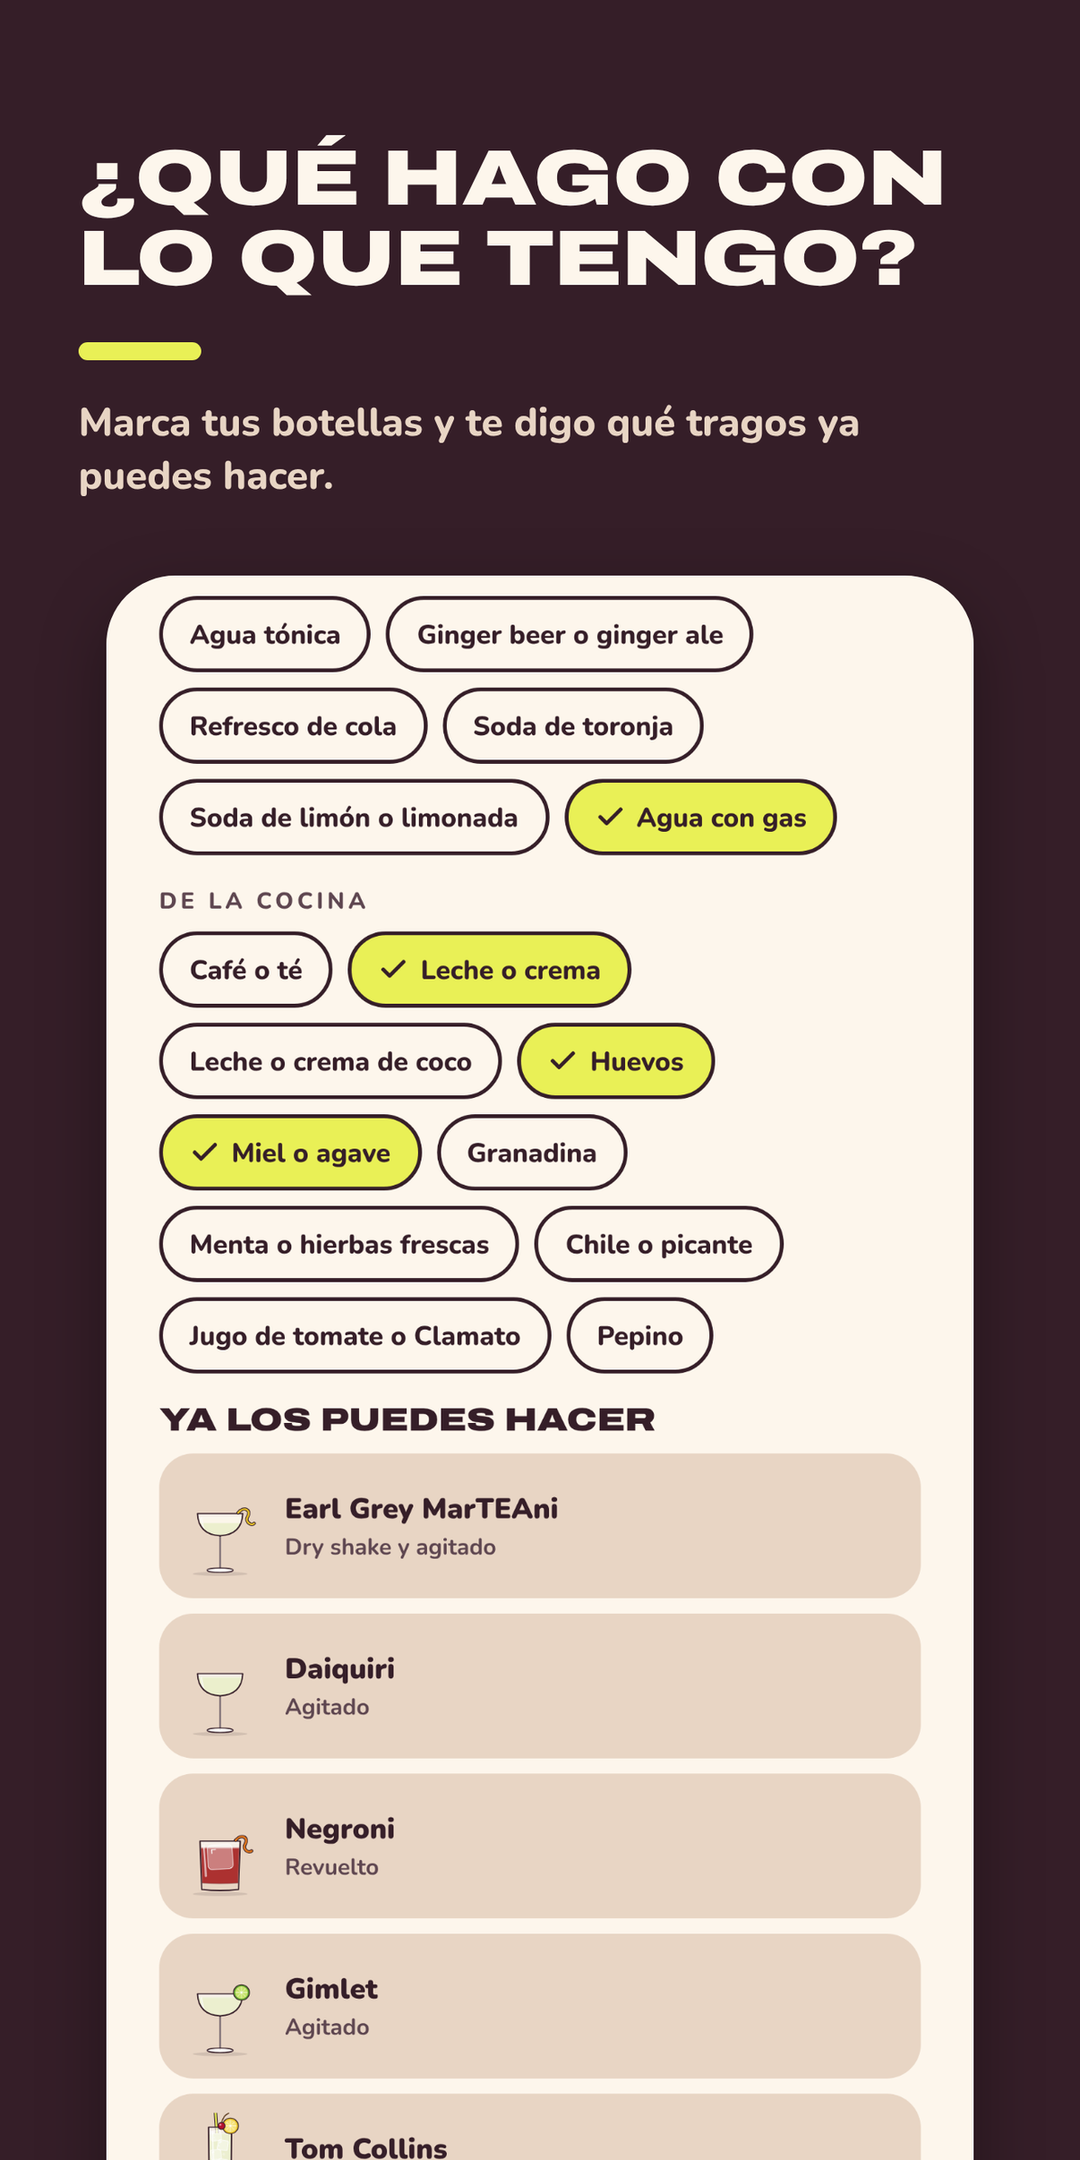 ¿QUÉ HAGO CON
LO QUE TENGO?
Marca tus botellas y te digo qué tragos ya
puedes hacer.
Agua tónica
Ginger beer o ginger ale
Refresco de cola
Soda de toronja
Soda de limón o limonada
Agua con gas
DE LA COCINA
Café o té
Leche o crema
Leche o crema de coco
Huevos
Miel o agave
Granadina
Menta o hierbas frescas
Chile o picante
Jugo de tomate o Clamato
Pepino
YA LOS PUEDES HACER
Earl Grey MarTEAni
Dry shake y agitado
Daiquiri
Agitado
Negroni
Revuelto
Gimlet
Agitado
Tom Collins